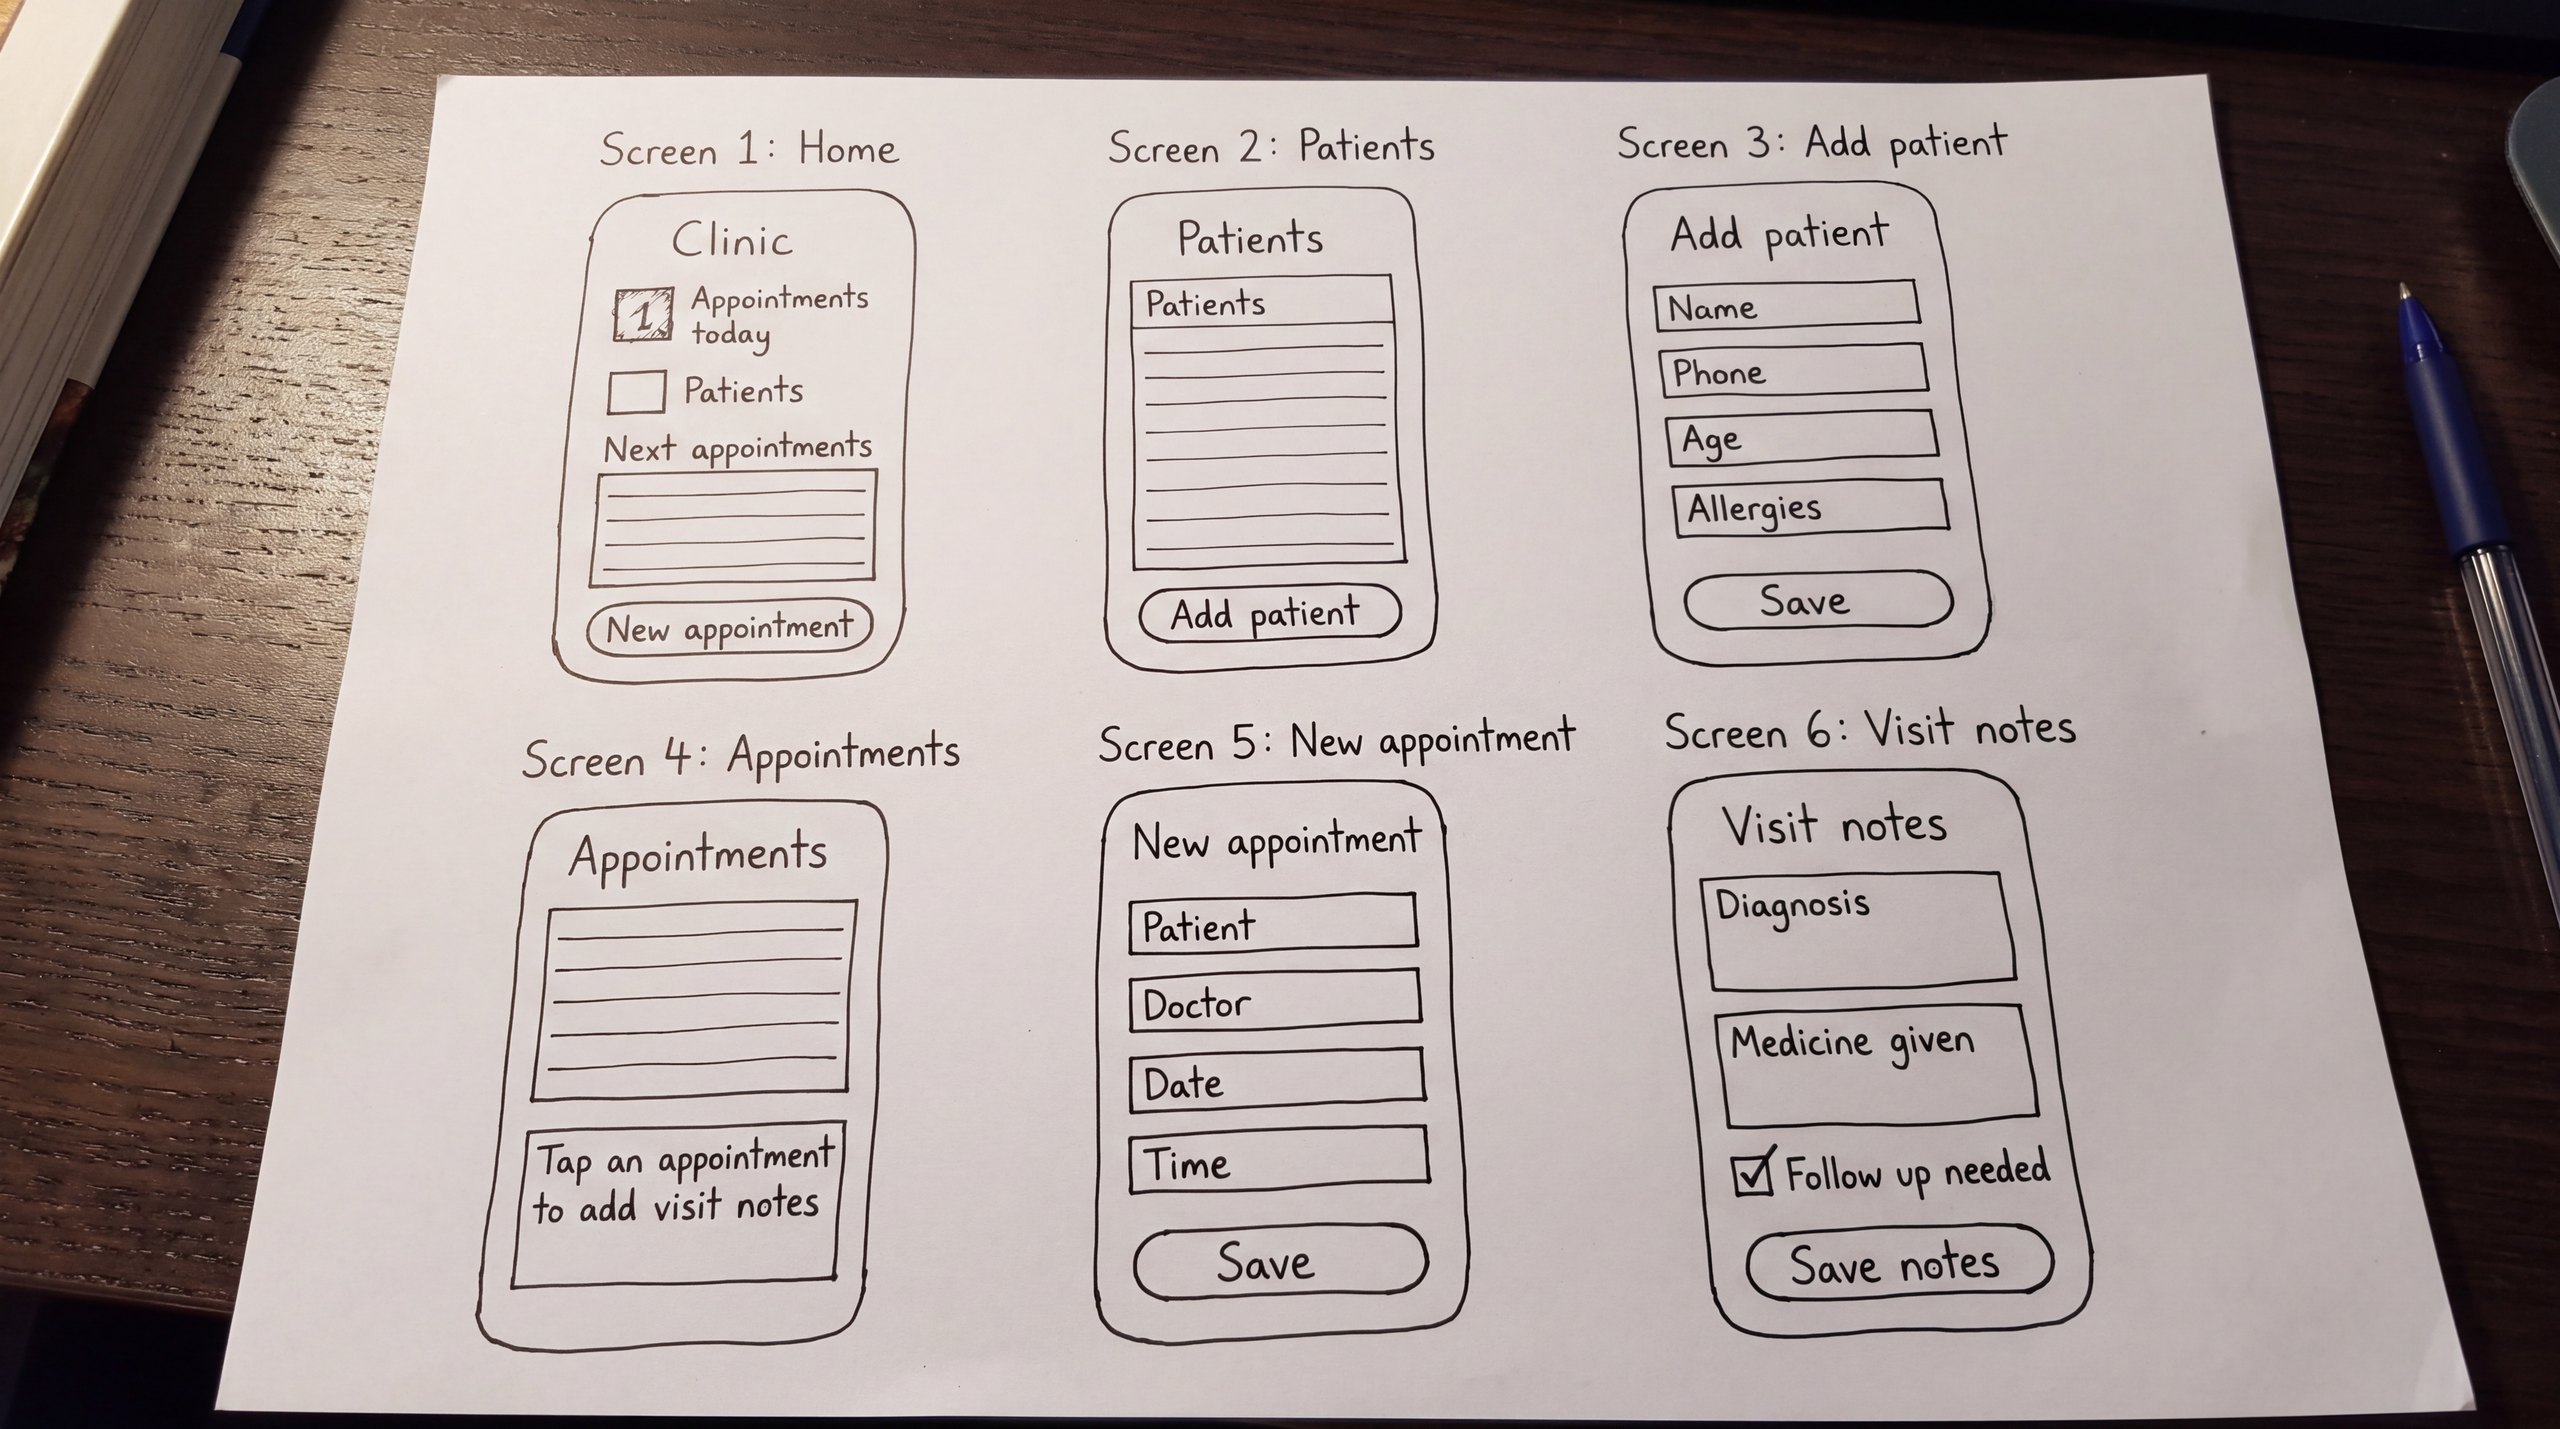 Screen 1: Home
Clinic
1
Appointments
today
Patients
Next appointments
New appointment
Screen 2: Patients
Patients
Patients
Add patient
Screen 3: Add patient
Add patient
Name
Phone
Age
Allergies
Save
Screen 4: Appointments
Appointments
Tap an appointment
to add visit notes
Screen 5: New appointment
New appointment
Patient
Doctor
Date
Time
Save
Screen 6: Visit notes
Visit notes
Diagnosis
Medicine given
Follow up needed
Save notes